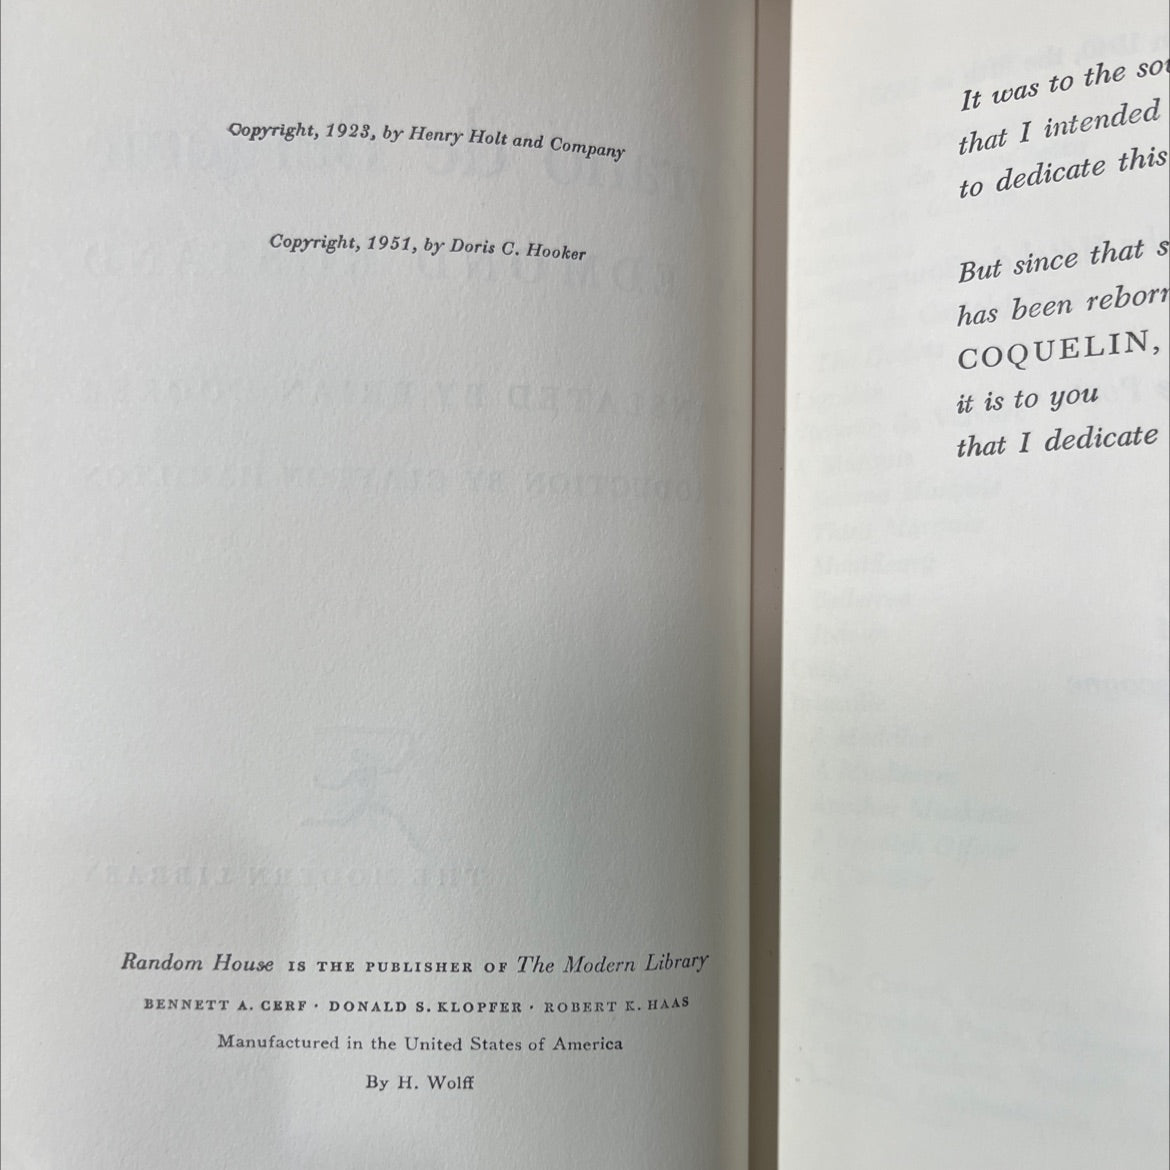 Copyright, 1923, by Henry Holt and Company
Copyright, 1951, by Doris C. Hooker
Random House IS THE PUBLISHER OF The Modern Library
BENNETT A. CERF · DONALD S. KLOPFER · ROBERT K. HAAS
Manufactured in the United States of America
By H. Wolff
It was to the
that I intended
to dedicate this
But since that
has been
COQUELIN,
it is to you
that I dedicate